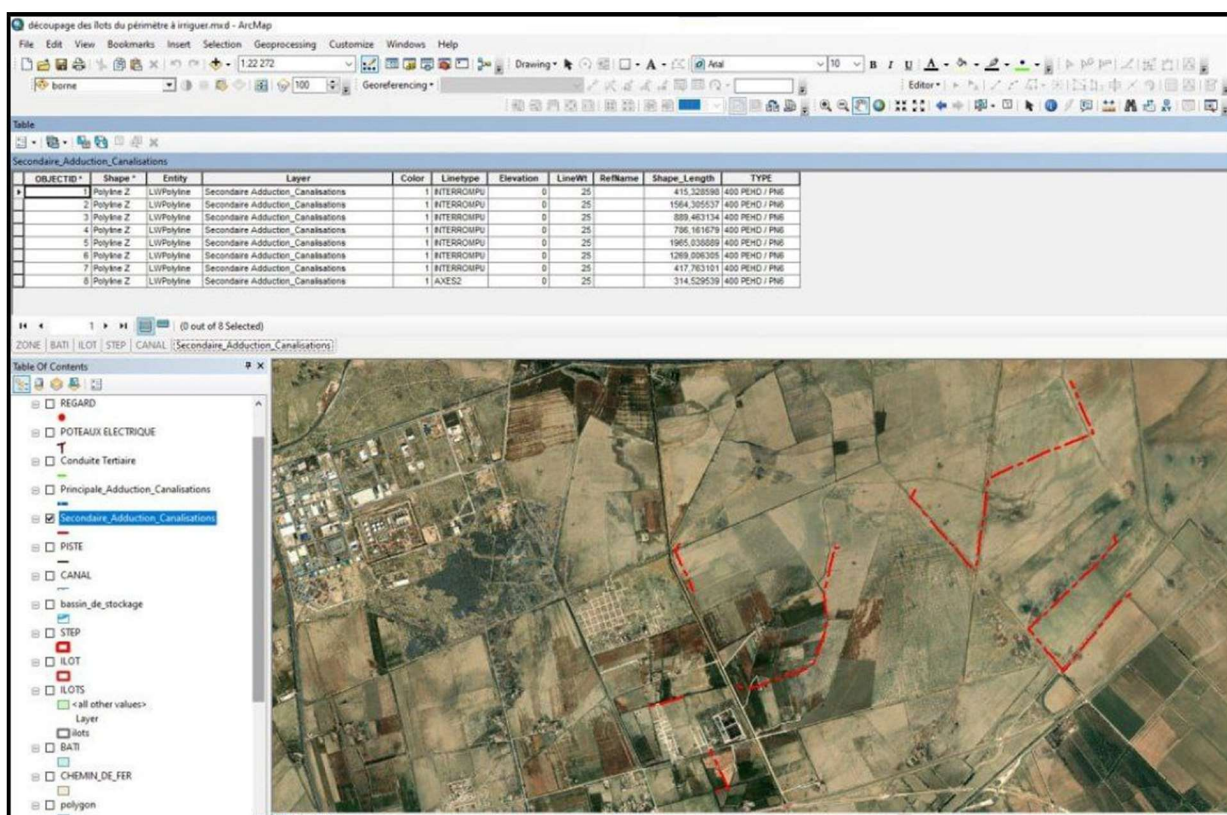 découpage des îlots du périmètre à irriguer.mxd - ArcMap
File Edit View Bookmarks Insert Selection Geoprocessing Customize Windows Help
1:22 272 Drawing Arial 10 B I U A
borne 100 Georeferencing Editor
Table
Secondaire_Adduction_Canalisations
OBJECTID * Shape * Entity Layer Color Linetype Elevation LineWt RefName Shape_Length TYPE
1 Polyline Z LWPolyline Secondaire Adduction_Canalisations 1 INTERROMPU 0 25 415,328598 400 PEHD / PN6
2 Polyline Z LWPolyline Secondaire Adduction_Canalisations 1 INTERROMPU 0 25 1564,305537 400 PEHD / PN6
3 Polyline Z LWPolyline Secondaire Adduction_Canalisations 1 INTERROMPU 0 25 889,463134 400 PEHD / PN6
4 Polyline Z LWPolyline Secondaire Adduction_Canalisations 1 INTERROMPU 0 25 786,161679 400 PEHD / PN6
5 Polyline Z LWPolyline Secondaire Adduction_Canalisations 1 INTERROMPU 0 25 1965,038889 400 PEHD / PN6
6 Polyline Z LWPolyline Secondaire Adduction_Canalisations 1 INTERROMPU 0 25 1269,006305 400 PEHD / PN6
7 Polyline Z LWPolyline Secondaire Adduction_Canalisations 1 INTERROMPU 0 25 417,763101 400 PEHD / PN6
8 Polyline Z LWPolyline Secondaire Adduction_Canalisations 1 AXES2 0 25 314,529539 400 PEHD / PN6
1 (0 out of 8 Selected)
ZONE BATI ILOT STEP CANAL Secondaire_Adduction_Canalisations
Table Of Contents
REGARD
POTEAUX ELECTRIQUE
Conduite Tertiaire
Principale_Adduction_Canalisations
Secondaire_Adduction_Canalisations
PISTE
CANAL
bassin_de_stockage
STEP
ILOT
ILOTS
<all other values>
Layer
ilots
BATI
CHEMIN_DE_FER
polygon